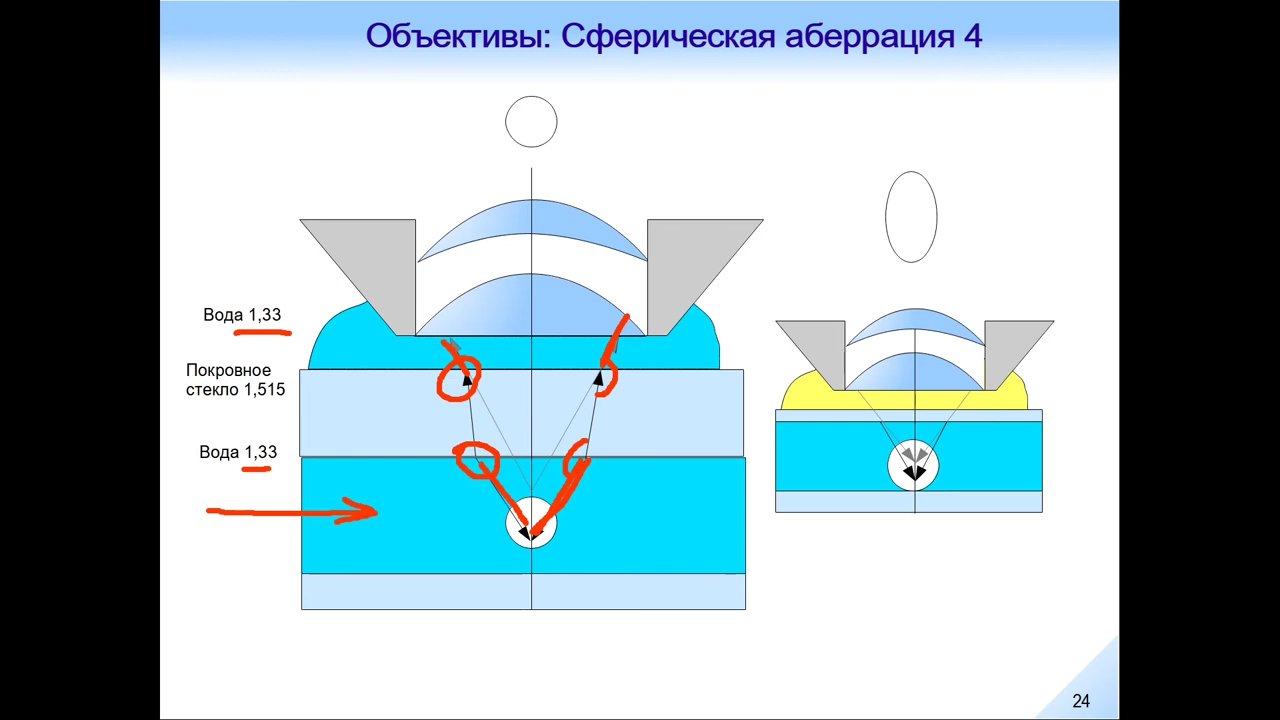 Объективы: Сферическая аберрация 4
Вода 1,33
Покровное
стекло 1,515
Вода 1,33
24